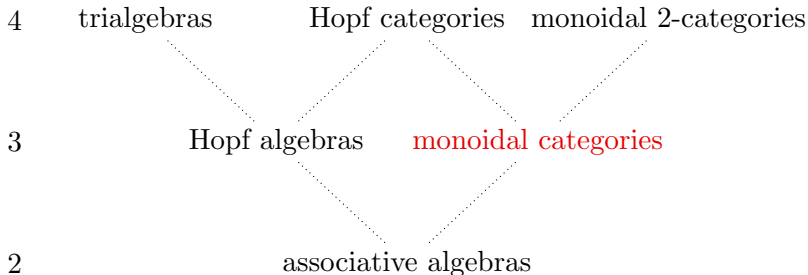 4 trialgebras Hopf categories monoidal 2-categories
3 Hopf algebras monoidal categories
2 associative algebras